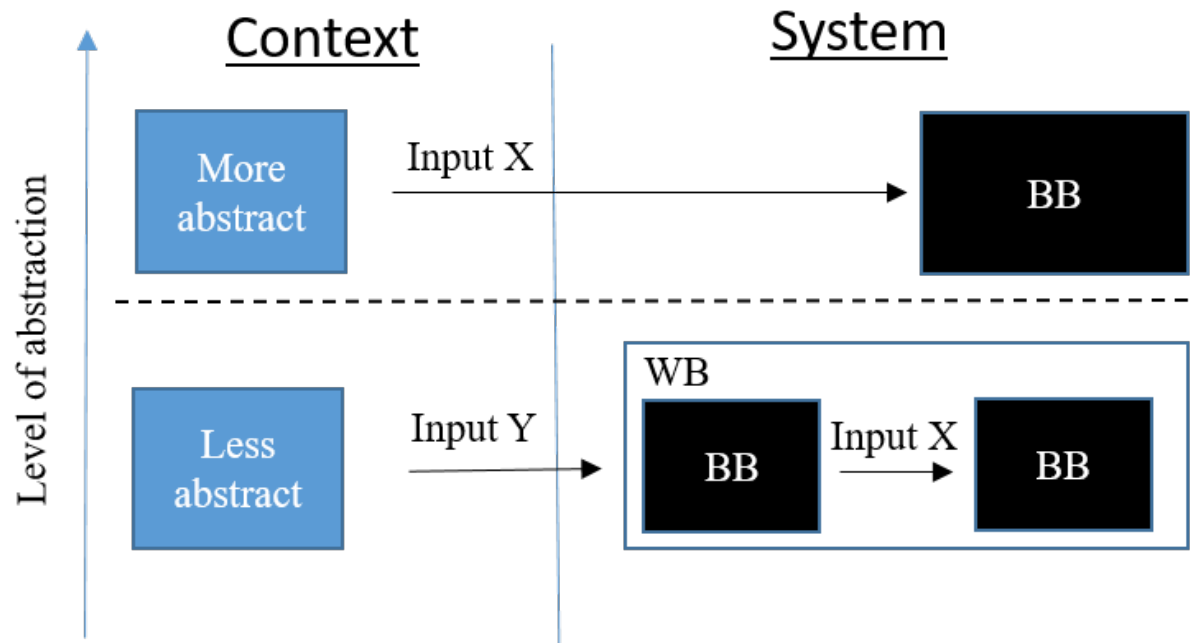 Context
System
Level of abstraction
More
abstract
Input X
BB
Less
abstract
Input Y
WB
BB
Input X
BB